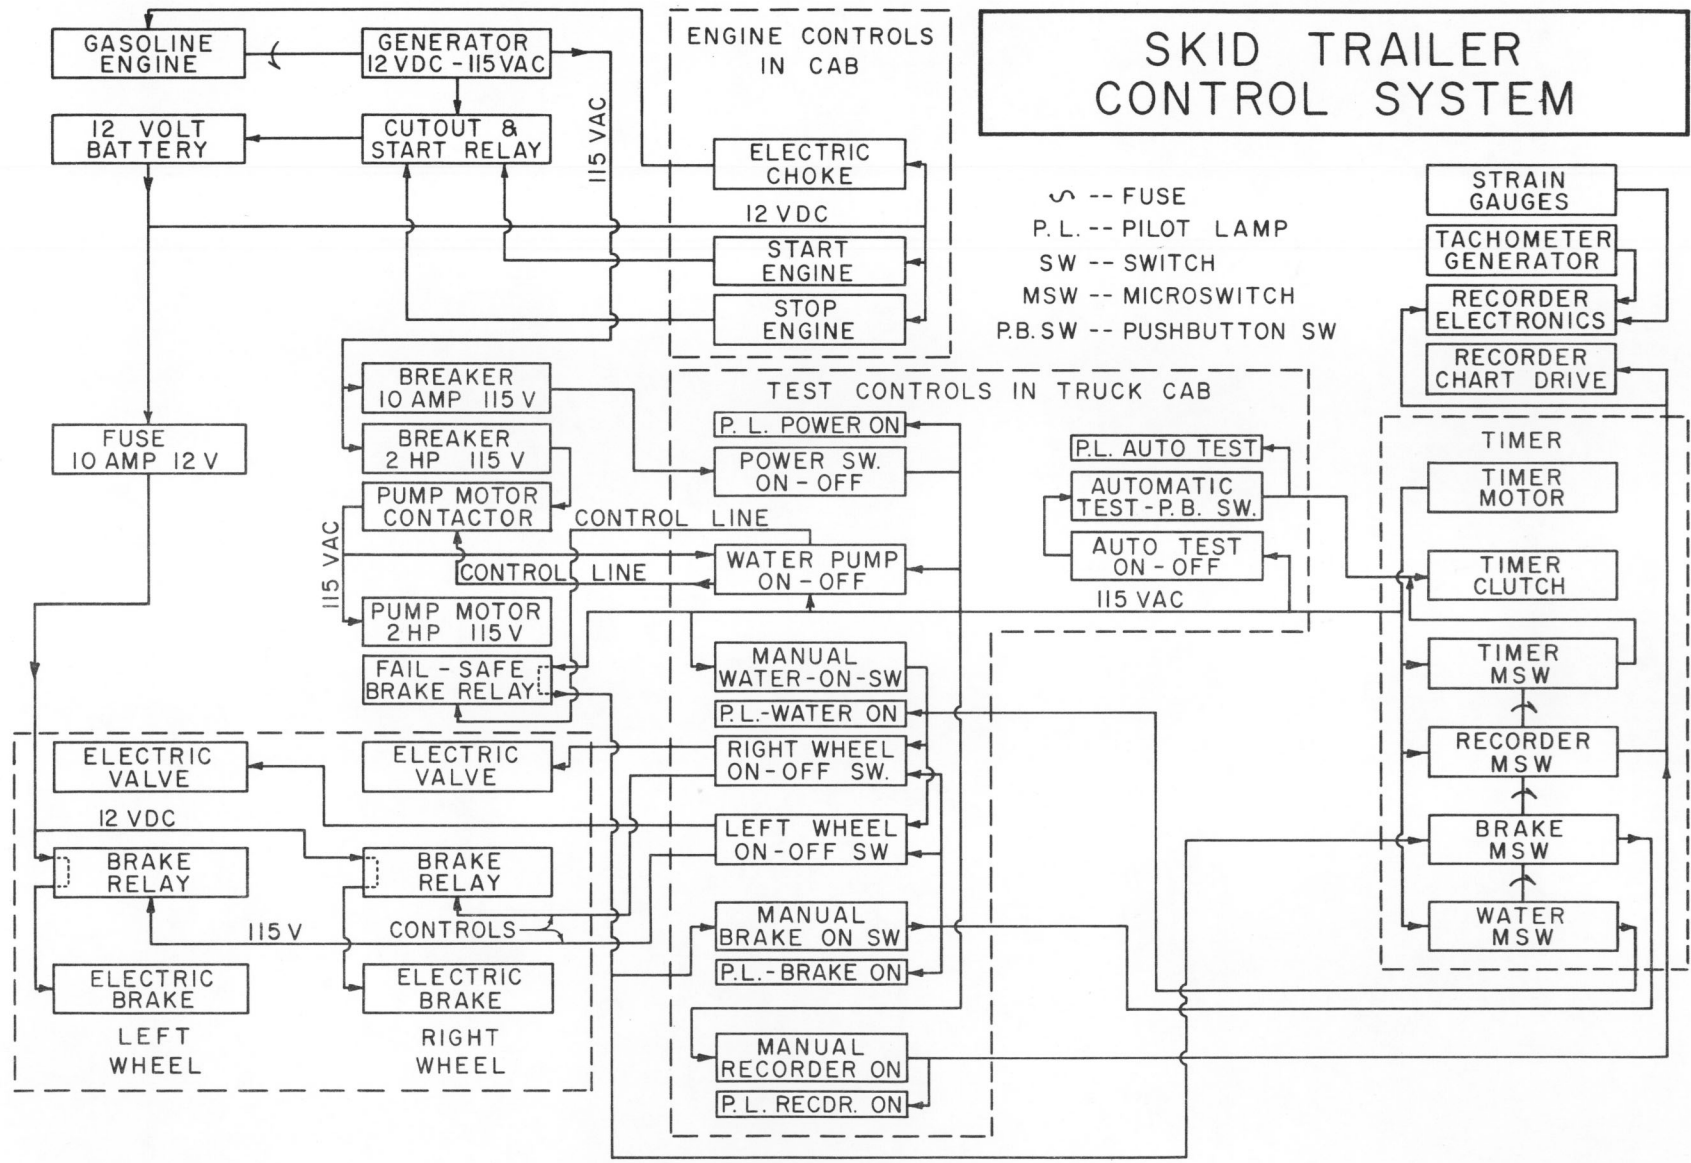 SKID TRAILER
CONTROL SYSTEM
GASOLINE
ENGINE
GENERATOR
12 VDC - 115 VAC
12 VOLT
BATTERY
CUTOUT &
START RELAY
115 VAC
ENGINE CONTROLS
IN CAB
ELECTRIC
CHOKE
12 VDC
START
ENGINE
STOP
ENGINE
-- FUSE
P. L. -- PILOT LAMP
SW -- SWITCH
MSW -- MICROSWITCH
P.B. SW -- PUSHBUTTON SW
STRAIN
GAUGES
TACHOMETER
GENERATOR
RECORDER
ELECTRONICS
RECORDER
CHART DRIVE
FUSE
10 AMP 12 V
BREAKER
10 AMP 115 V
BREAKER
2 HP 115 V
PUMP MOTOR
CONTACTOR
115 VAC
CONTROL LINE
CONTROL LINE
PUMP MOTOR
2 HP 115 V
FAIL - SAFE
BRAKE RELAY
TEST CONTROLS IN TRUCK CAB
P. L. POWER ON
POWER SW.
ON - OFF
WATER PUMP
ON - OFF
P.L. AUTO TEST
AUTOMATIC
TEST - P.B. SW.
AUTO TEST
ON - OFF
115 VAC
MANUAL
WATER-ON-SW
P.L.-WATER ON
RIGHT WHEEL
ON-OFF SW.
LEFT WHEEL
ON-OFF SW
MANUAL
BRAKE ON SW
P.L.-BRAKE ON
MANUAL
RECORDER ON
P. L. RECDR. ON
TIMER
TIMER
MOTOR
TIMER
CLUTCH
TIMER
MSW
RECORDER
MSW
BRAKE
MSW
WATER
MSW
ELECTRIC
VALVE
ELECTRIC
VALVE
12 VDC
BRAKE
RELAY
BRAKE
RELAY
115 V
CONTROLS
ELECTRIC
BRAKE
ELECTRIC
BRAKE
LEFT
WHEEL
RIGHT
WHEEL